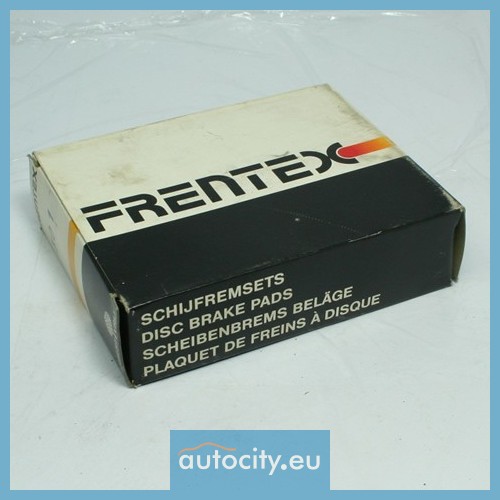 FRENTEX
SCHIJFREMSETS
DISC BRAKE PADS
SCHEIBENBREMS BELÄGE
PLAQUET DE FREINS À DISQUE
autocity.eu